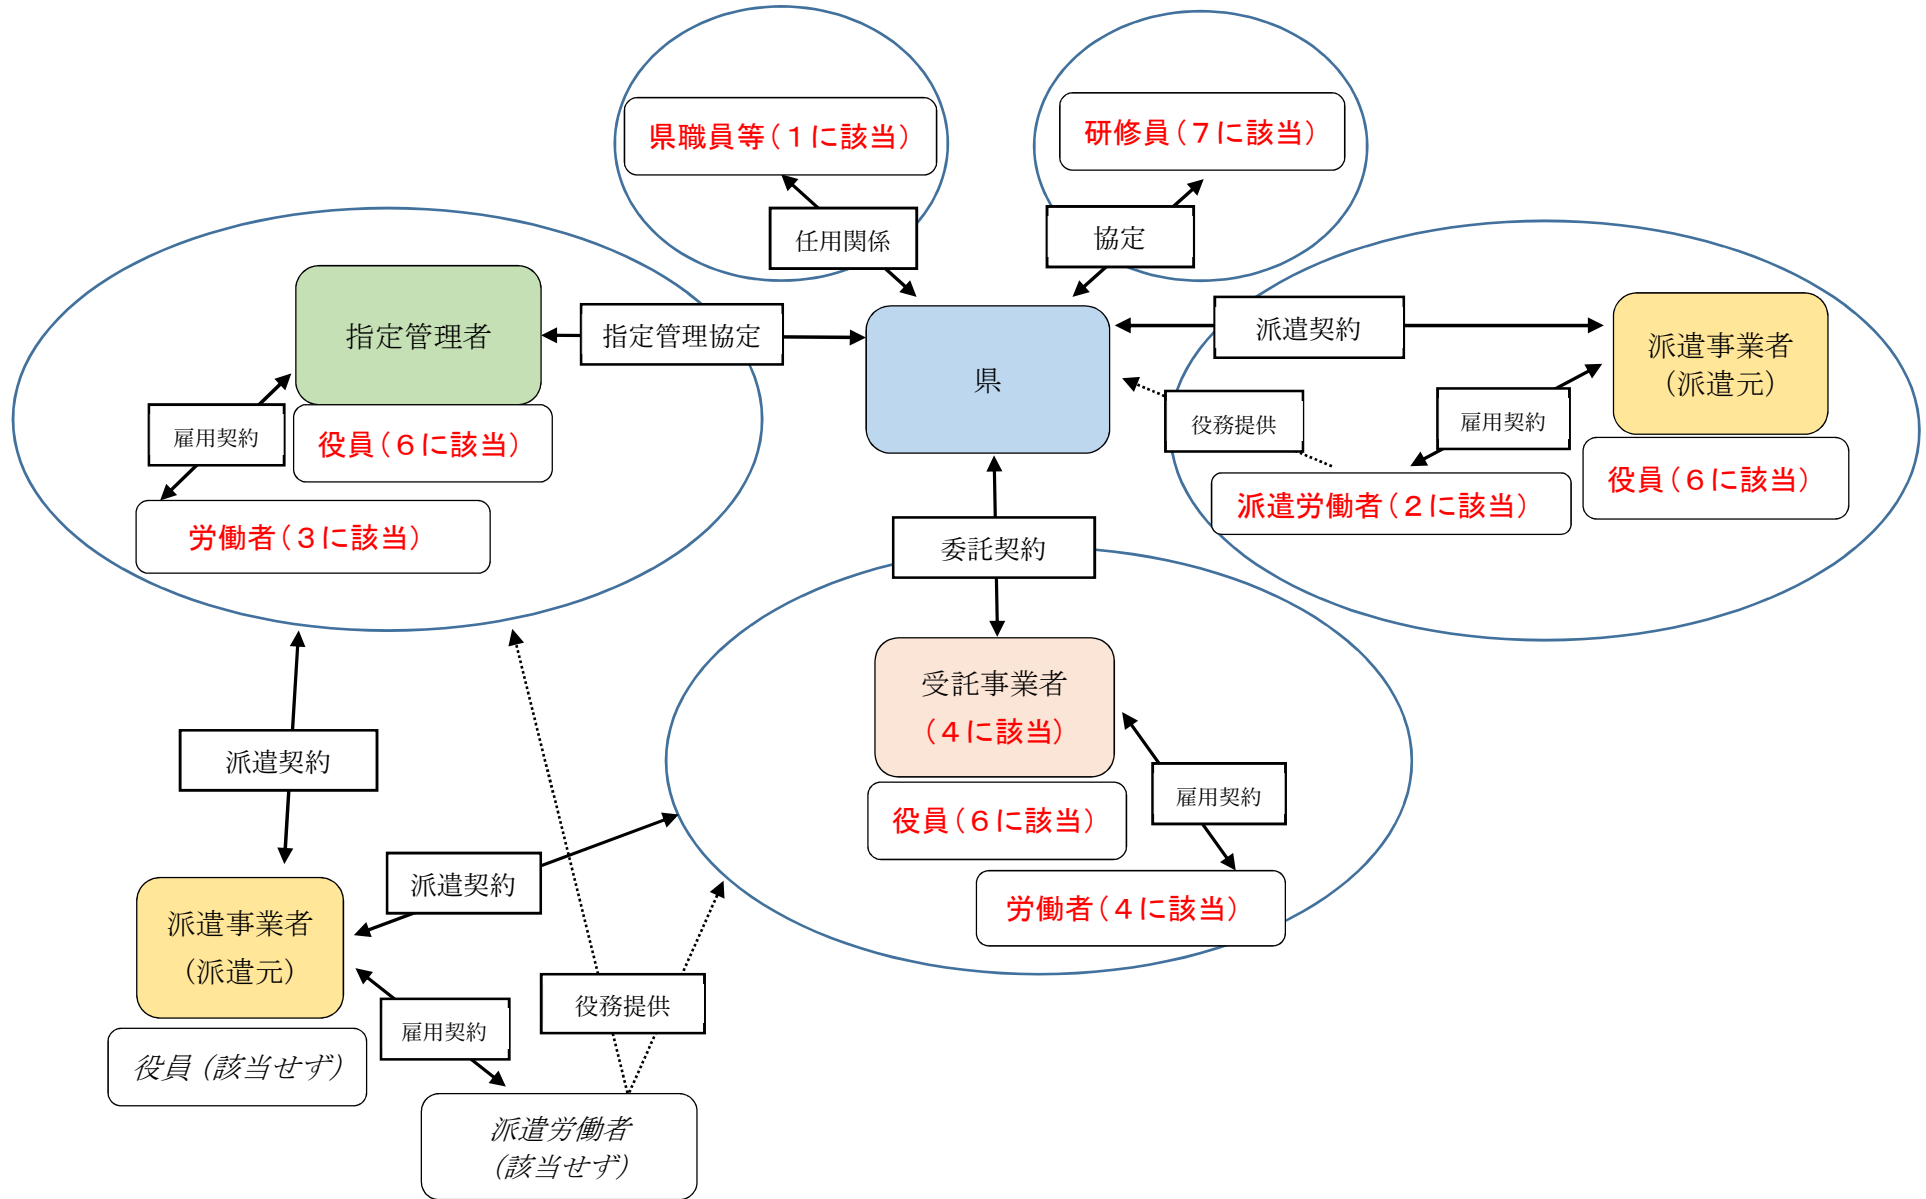 県職員等（１に該当）
研修員（７に該当）
任用関係
協定
指定管理者
指定管理協定
県
派遣契約
派遣事業者
（派遣元）
雇用契約
役員（６に該当）
役務提供
雇用契約
役員（６に該当）
労働者（３に該当）
派遣労働者（２に該当）
委託契約
受託事業者
（４に該当）
派遣契約
役員（６に該当）
雇用契約
派遣契約
労働者（４に該当）
派遣事業者
（派遣元）
役務提供
雇用契約
役員（該当せず）
派遣労働者
（該当せず）